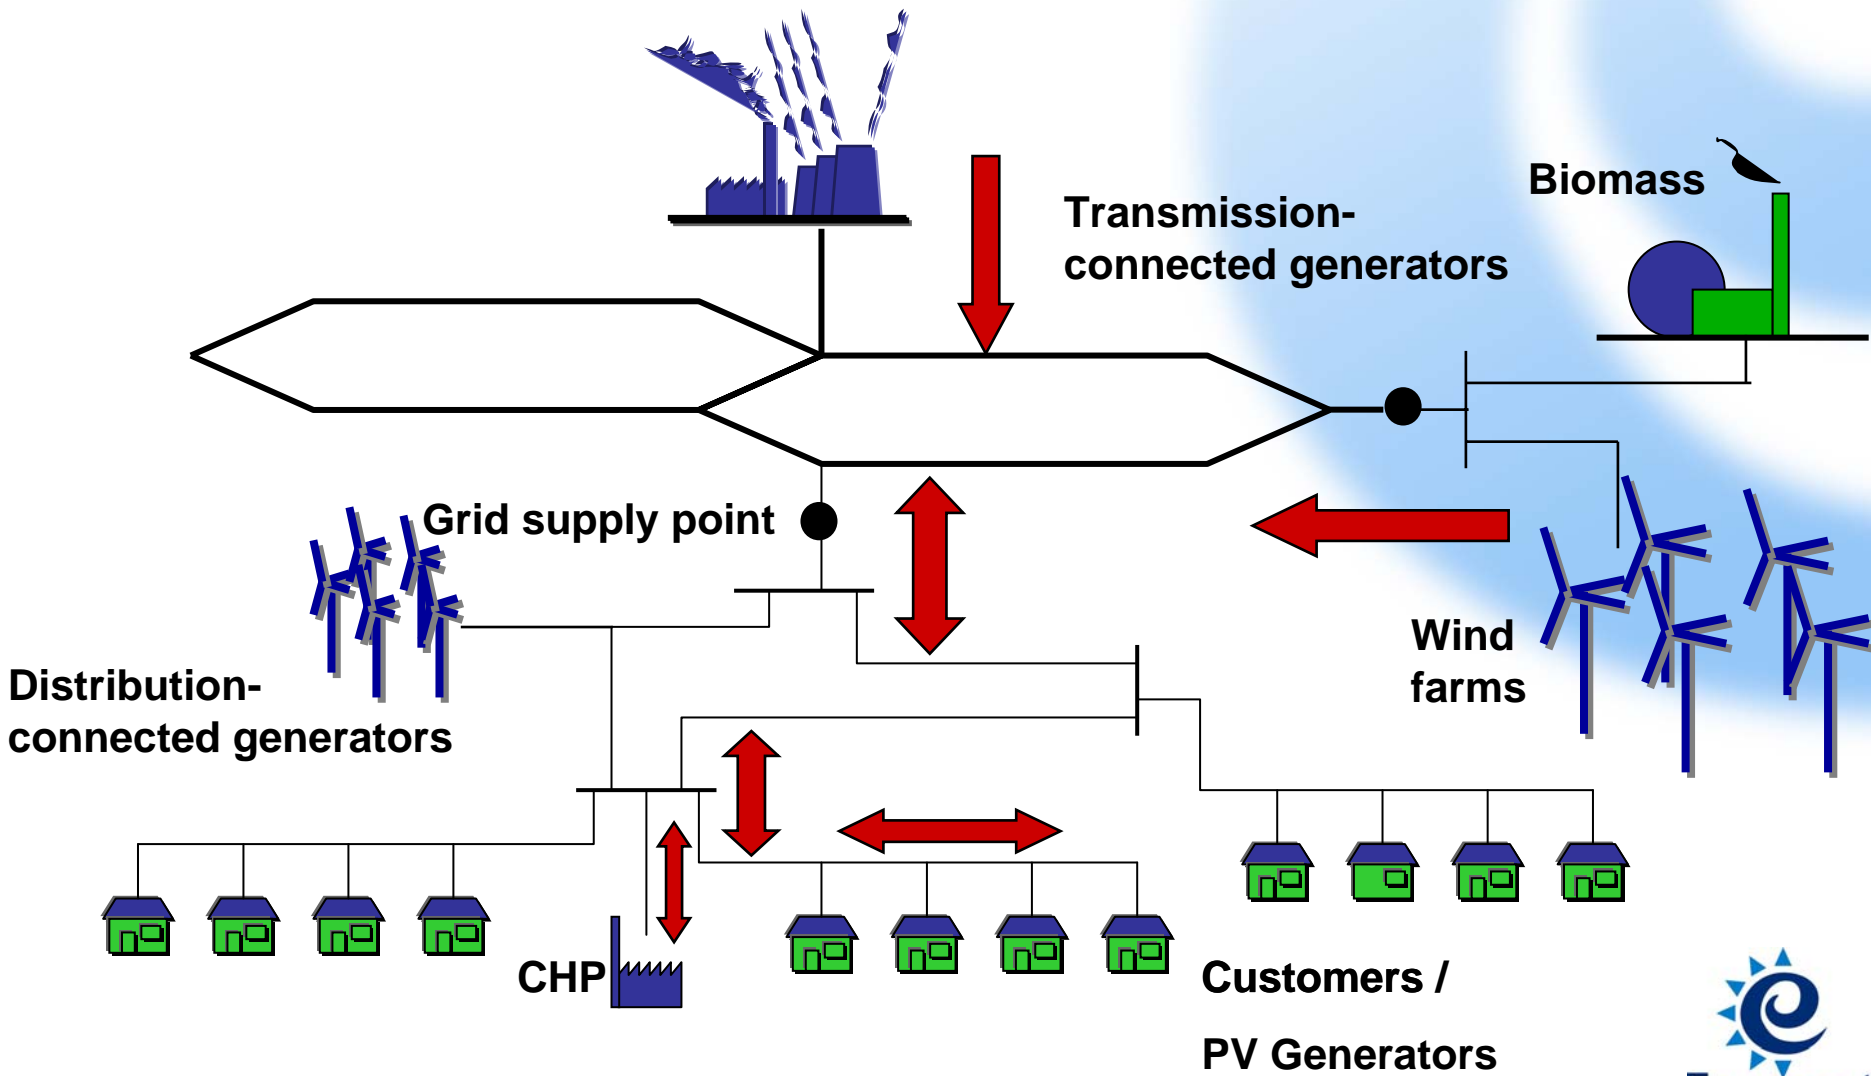 Biomass
Transmission-
connected generators
Grid supply point
Wind
farms
Distribution-
connected generators
CHP
Customers /
PV Generators